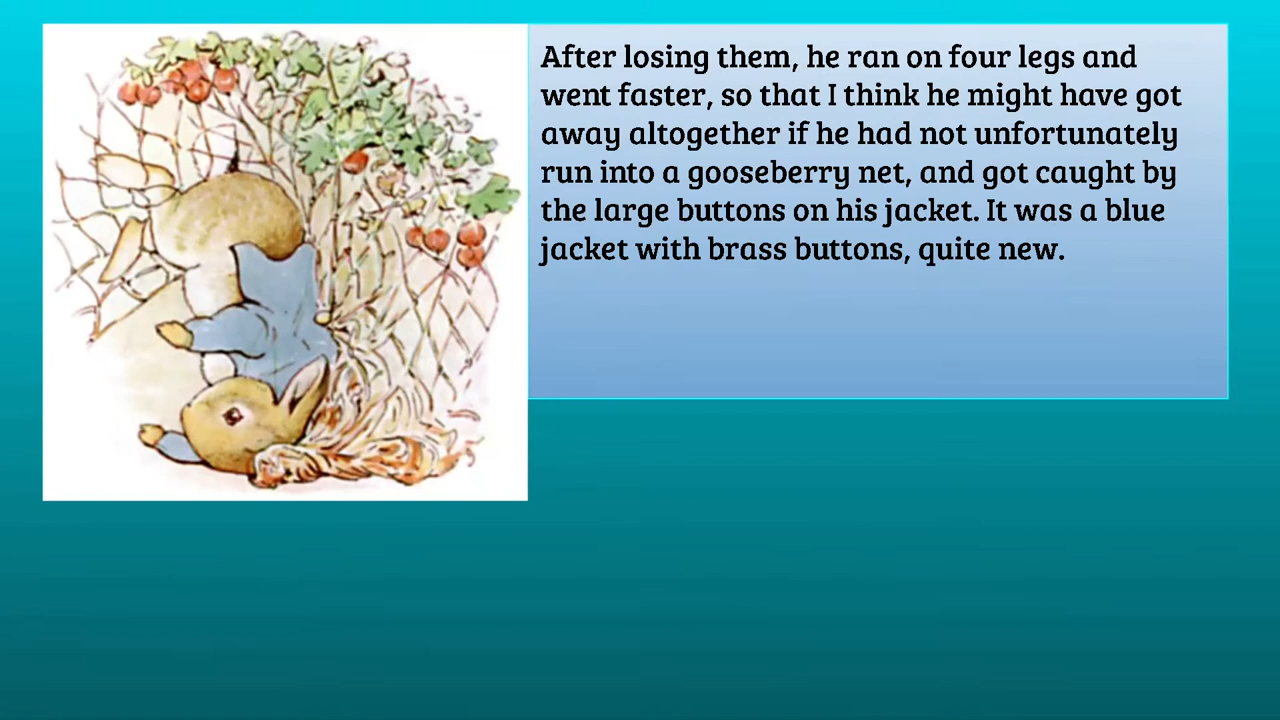 After losing them, he ran on four legs and
went faster, so that I think he might have got
away altogether if he had not unfortunately
run into a gooseberry net, and got caught by
the large buttons on his jacket. It was a blue
jacket with brass buttons, quite new.